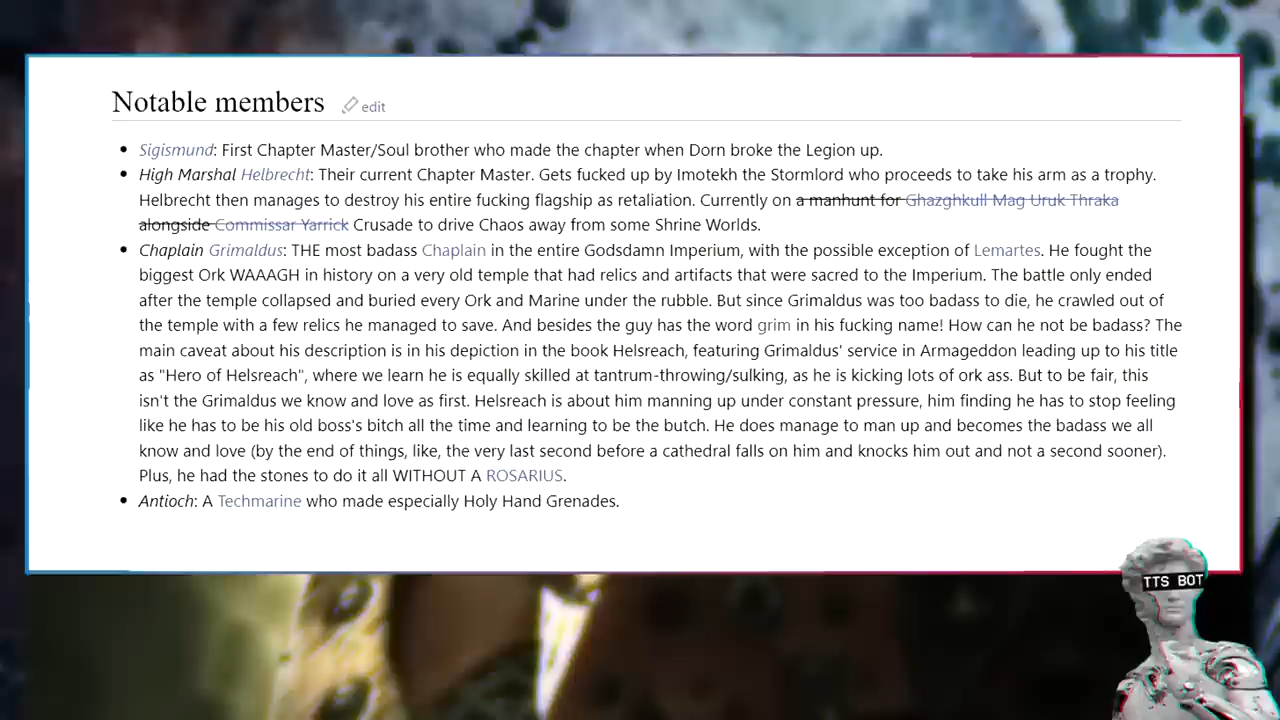 Notable members edit
Sigismund: First Chapter Master/Soul brother who made the chapter when Dorn broke the Legion up.
High Marshal Helbrecht: Their current Chapter Master. Gets fucked up by Imotekh the Stormlord who proceeds to take his arm as a trophy.
Helbrecht then manages to destroy his entire fucking flagship as retaliation. Currently on a manhunt for Ghazghkull Mag Uruk Thraka
alongside Commissar Yarrick Crusade to drive Chaos away from some Shrine Worlds.
Chaplain Grimaldus: THE most badass Chaplain in the entire Godsdamn Imperium, with the possible exception of Lemartes. He fought the
biggest Ork WAAAGH in history on a very old temple that had relics and artifacts that were sacred to the Imperium. The battle only ended
after the temple collapsed and buried every Ork and Marine under the rubble. But since Grimaldus was too badass to die, he crawled out of
the temple with a few relics he managed to save. And besides the guy has the word grim in his fucking name! How can he not be badass? The
main caveat about his description is in his depiction in the book Helsreach, featuring Grimaldus' service in Armageddon leading up to his title
as "Hero of Helsreach", where we learn he is equally skilled at tantrum-throwing/sulking, as he is kicking lots of ork ass. But to be fair, this
isn't the Grimaldus we know and love as first. Helsreach is about him manning up under constant pressure, him finding he has to stop feeling
like he has to be his old boss's bitch all the time and learning to be the butch. He does manage to man up and becomes the badass we all
know and love (by the end of things, like, the very last second before a cathedral falls on him and knocks him out and not a second sooner).
Plus, he had the stones to do it all WITHOUT A ROSARIUS.
Antioch: A Techmarine who made especially Holy Hand Grenades.
TTS BOT